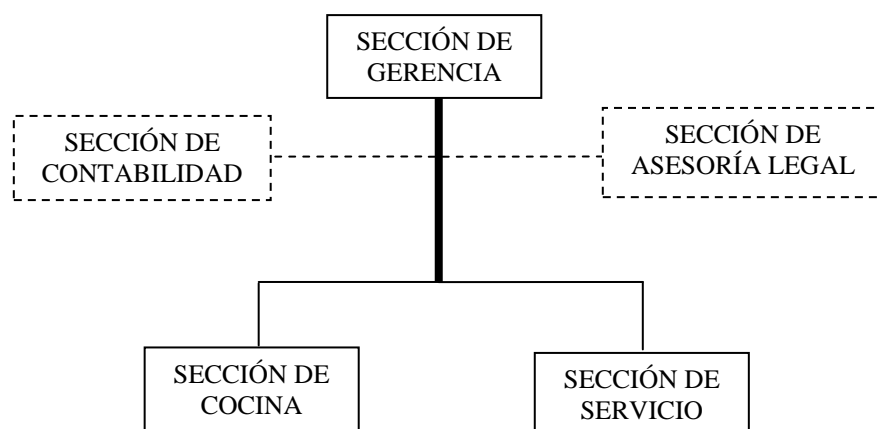 SECCIÓN DE
GERENCIA
SECCIÓN DE
CONTABILIDAD
SECCIÓN DE
ASESORÍA LEGAL
SECCIÓN DE
COCINA
SECCIÓN DE
SERVICIO